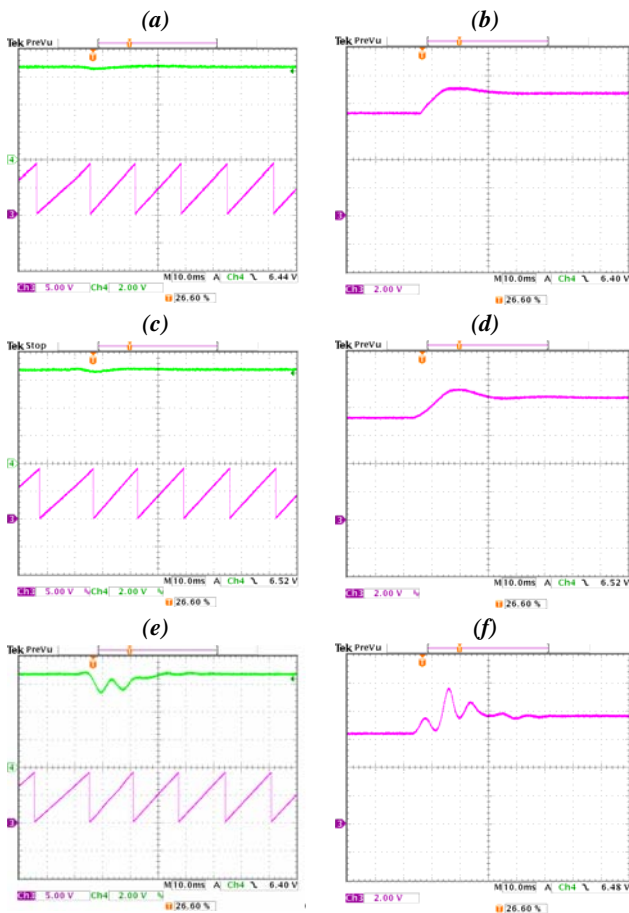 (a)
(b)
Tek PreVu
Tek PreVu
T
T
T
T
4
3
3
M 10.0ms A Ch4 6.44 V
M 10.0ms A Ch4 6.40 V
Ch3 5.00 V Ch4 2.00 V
Ch3 2.00 V
T 26.60 %
T 26.60 %
(c)
(d)
Tek Stop
Tek PreVu
T
T
T
T
4
3
3
M 10.0ms A Ch4 6.52 V
M 10.0ms A Ch4 6.52 V
Ch3 5.00 V Ch4 2.00 V
Ch3 2.00 V
T 26.60 %
T 26.60 %
(e)
(f)
Tek PreVu
Tek PreVu
T
T
T
T
4
3
3
M 10.0ms A Ch4 6.40 V
M 10.0ms A Ch4 6.48 V
Ch3 5.00 V Ch4 2.00 V
Ch3 2.00 V
T 26.60 %
T 26.60 %